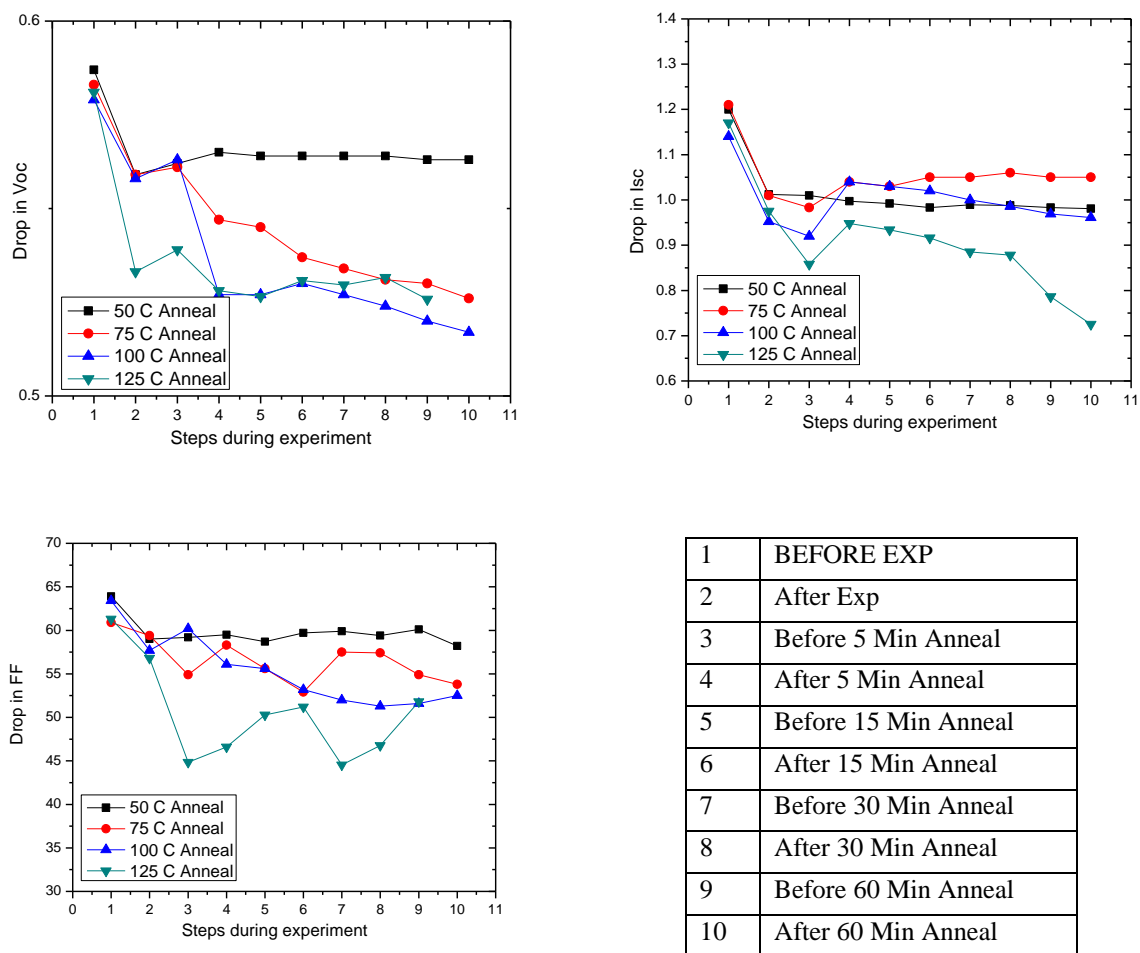 0.6
0.5
Drop in Voc
0 1 2 3 4 5 6 7 8 9 10 11
Steps during experiment
50 C Anneal
75 C Anneal
100 C Anneal
125 C Anneal
1.4
1.3
1.2
1.1
1.0
0.9
0.8
0.7
0.6
Drop in Isc
0 1 2 3 4 5 6 7 8 9 10 11
Steps during experiment
50 C Anneal
75 C Anneal
100 C Anneal
125 C Anneal
70
65
60
55
50
45
40
35
30
Drop in FF
0 1 2 3 4 5 6 7 8 9 10 11
Steps during experiment
50 C Anneal
75 C Anneal
100 C Anneal
125 C Anneal
1 BEFORE EXP
2 After Exp
3 Before 5 Min Anneal
4 After 5 Min Anneal
5 Before 15 Min Anneal
6 After 15 Min Anneal
7 Before 30 Min Anneal
8 After 30 Min Anneal
9 Before 60 Min Anneal
10 After 60 Min Anneal